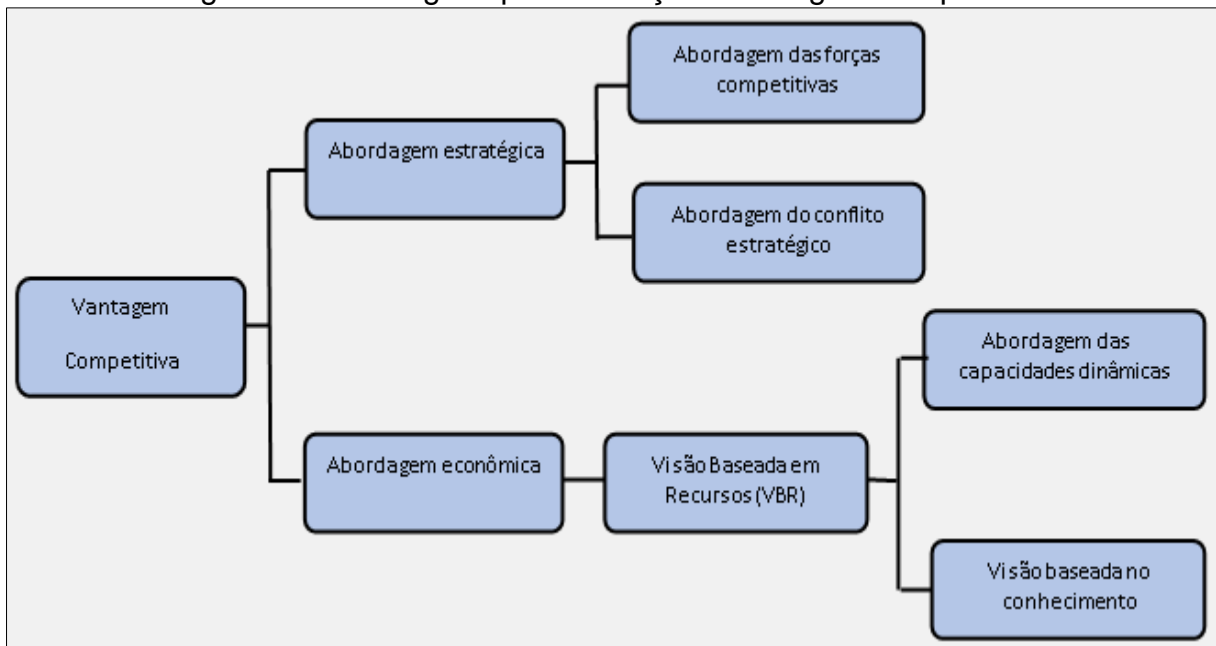 Abordagem das forças
competitivas
Abordagem estratégica
Abordagem do conflito
estratégico
Vantagem
Competitiva
Abordagem das
capacidades dinâmicas
Abordagem econômica
Visão Baseada em
Recursos (VBR)
Visão baseada no
conhecimento